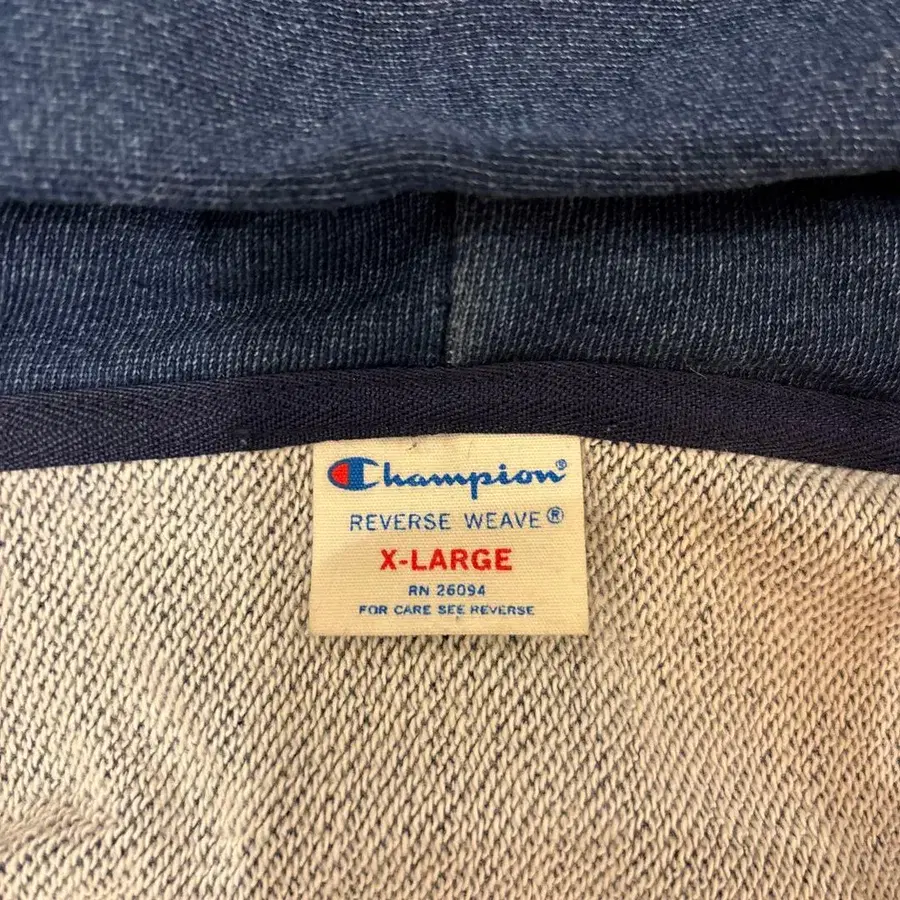 Champion®
REVERSE WEAVE®
X-LARGE
RN 26094
FOR CARE SEE REVERSE